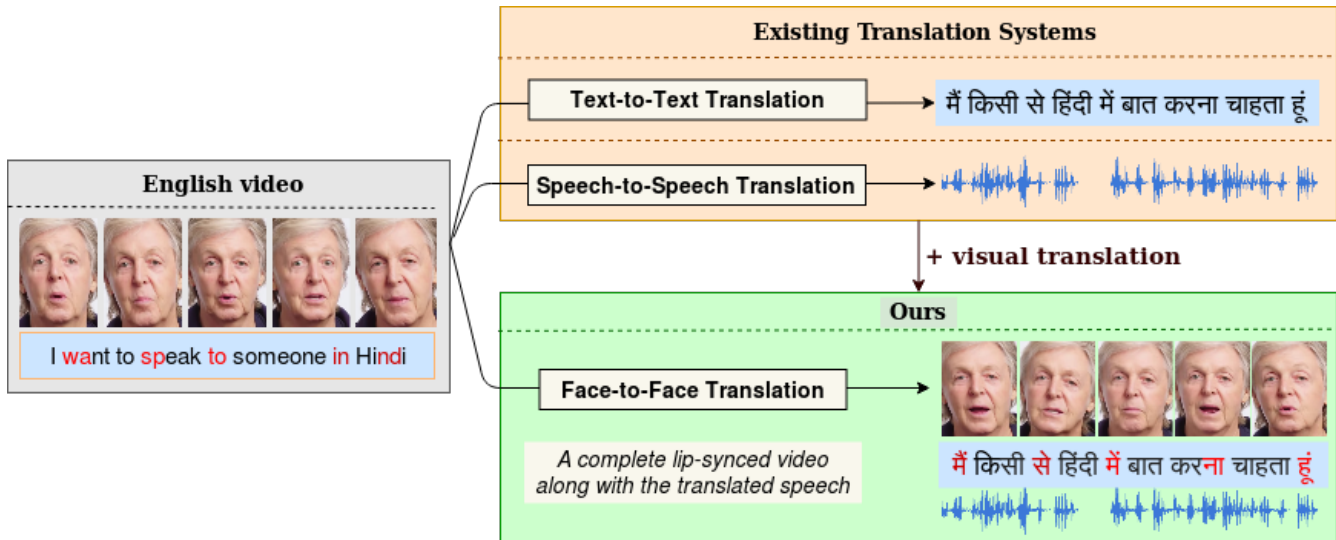 Existing Translation Systems
Text-to-Text Translation
मैं किसी से हिंदी में बात करना चाहता हूं
Speech-to-Speech Translation
English video
I want to speak to someone in Hindi
+ visual translation
Ours
Face-to-Face Translation
A complete lip-synced video
along with the translated speech
मैं किसी से हिंदी में बात करना चाहता हूं